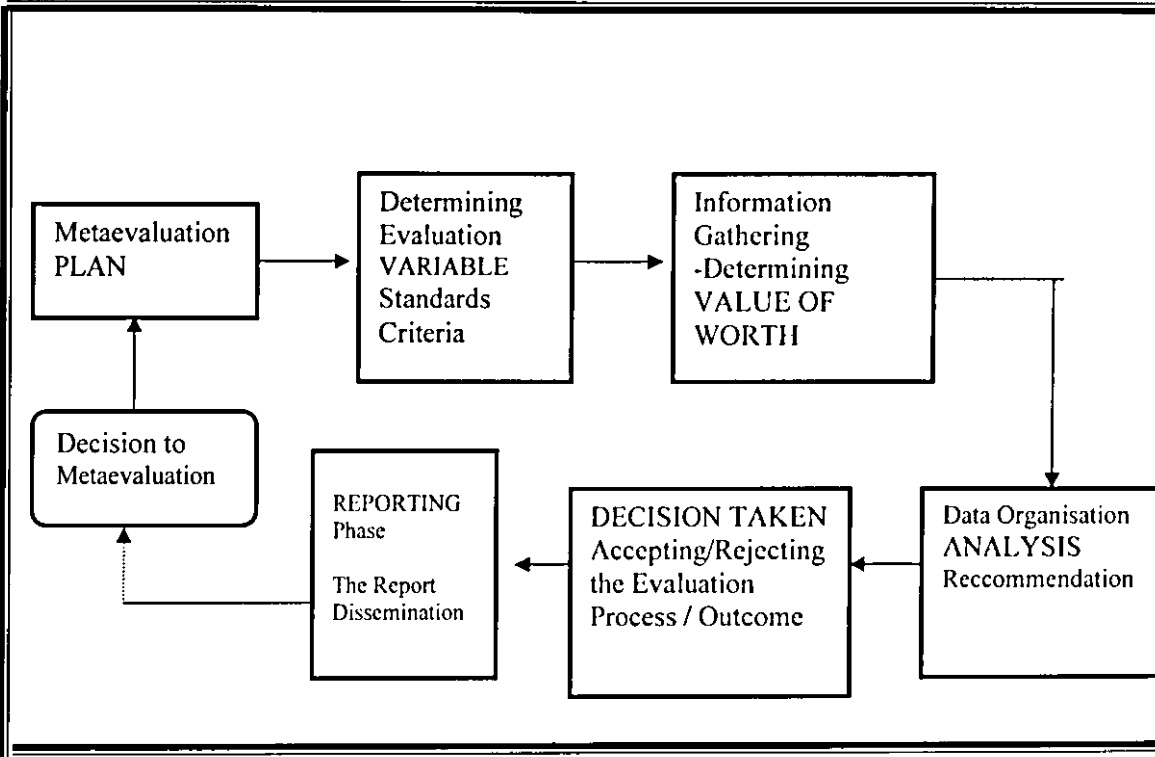 Metaevaluation
PLAN
Determining
Evaluation
VARIABLE
Standards
Criteria
Information
Gathering
-Determining
VALUE OF
WORTH
Decision to
Metaevaluation
REPORTING
Phase
The Report
Dissemination
DECISION TAKEN
Accepting/Rejecting
the Evaluation
Process / Outcome
Data Organisation
ANALYSIS
Reccommendation